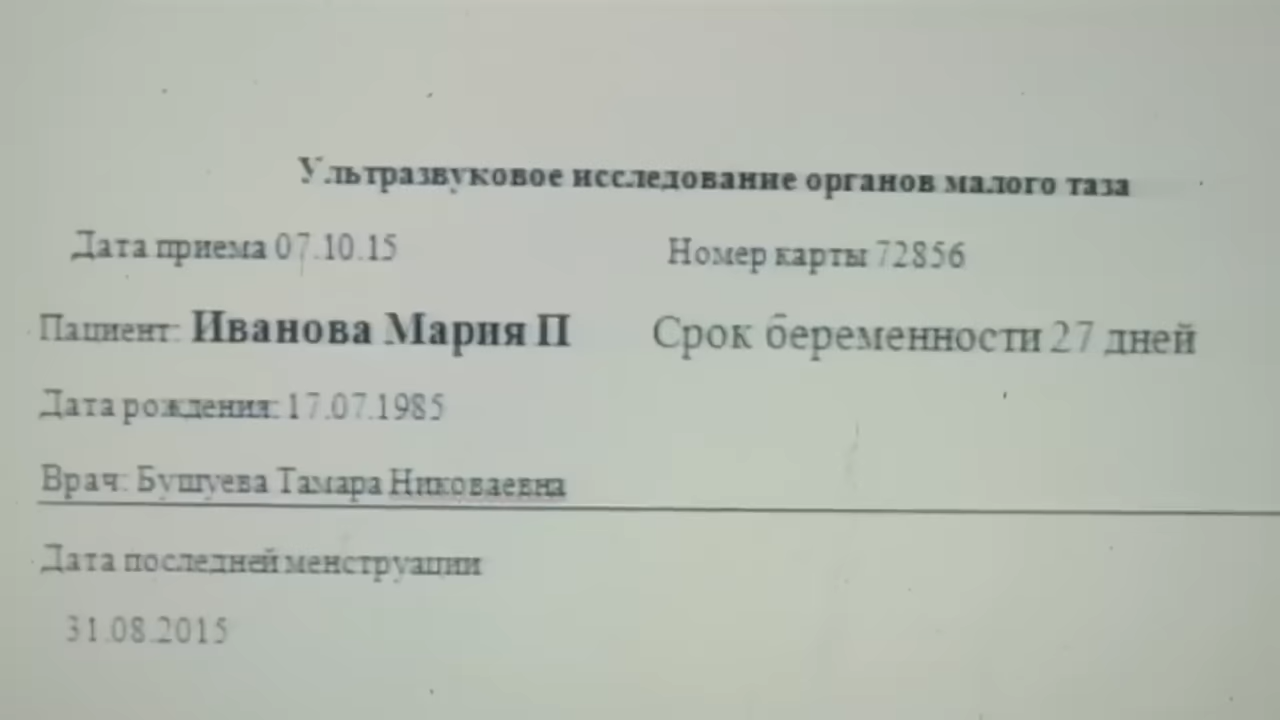 Ультразвуковое исследование органов малого таза
Дата приема 07.10.15 Номер карты 72856
Пациент: Иванова Мария П Срок беременности 27 дней
Дата рождения: 17.07.1985
Врач: Бушуева Тамара Николаевна
Дата последней менструации
31.08.2015